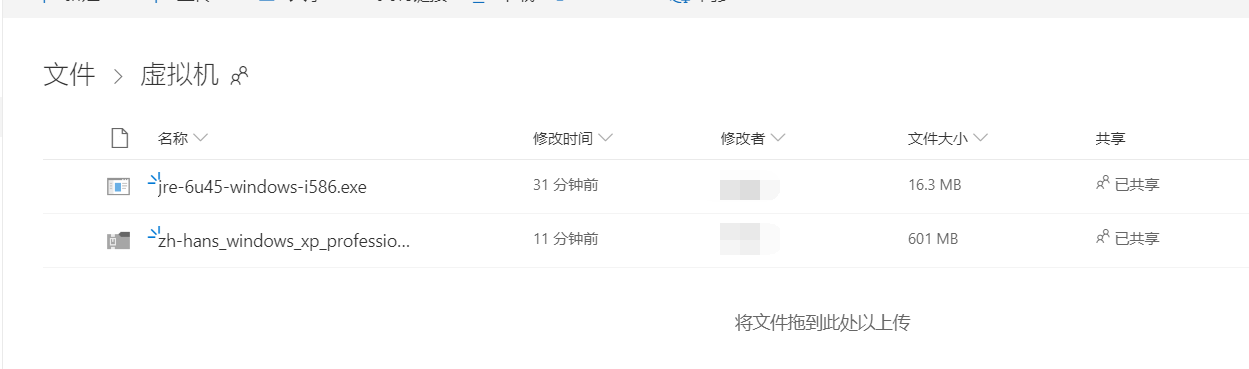 文件 > 虚拟机
名称 修改时间 修改者 文件大小 共享
jre-6u45-windows-i586.exe 31 分钟前 16.3 MB 已共享
zh-hans_windows_xp_professio... 11 分钟前 601 MB 已共享
将文件拖到此处以上传